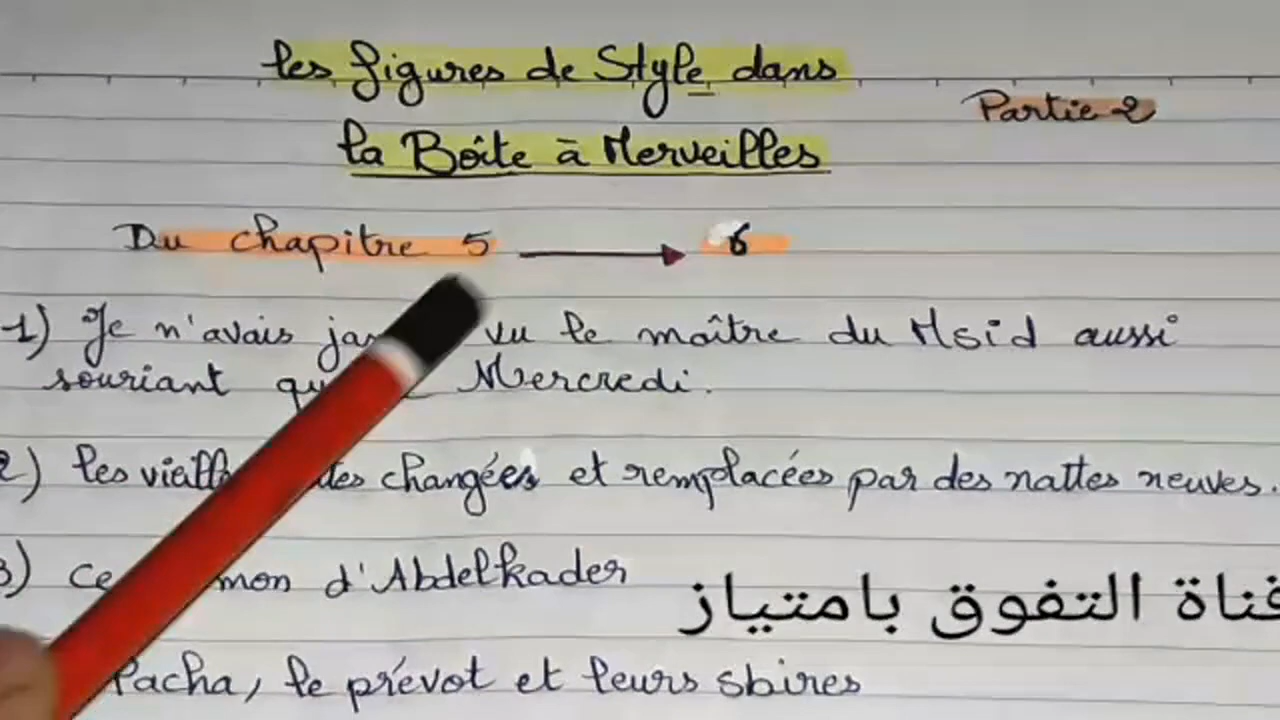 les figures de Style dans
Partie 2
la Boîte à Merveilles
Du chapitre 5 → 6
1) Je n'avais vu le maître du Msid aussi
souriant Mercredi.
2) les changées et remplacées par des nattes neuves.
3) d'Abdelkader
قناة التفوق بامتياز
Pacha, le prévot et leurs sbires